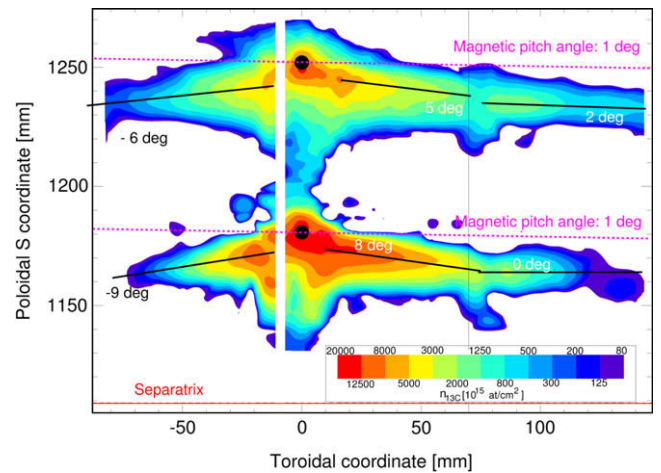 Magnetic pitch angle: 1 deg
1250
5 deg
2 deg
- 6 deg
1200
Magnetic pitch angle: 1 deg
8 deg
0 deg
-9 deg
1150
20000 8000 3000 1250 500 200 80
12500 5000 2000 800 300 125
n13C[10^15 at/cm^2]
Separatrix
-50 0 50 100
Toroidal coordinate [mm]
Poloidal S coordinate [mm]